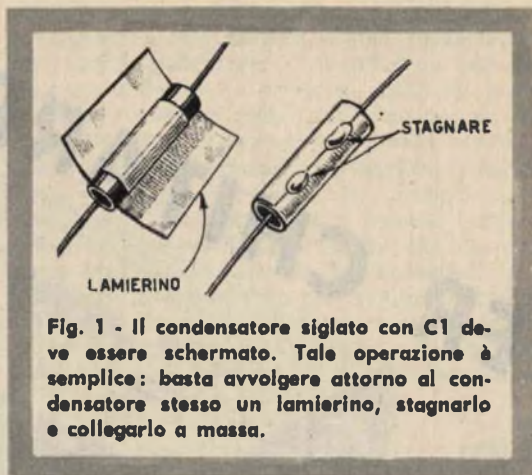 STAGNARE
LAMIERINO
Fig. 1 - Il condensatore siglato con C1 de-
ve essere schermato. Tale operazione è
semplice: basta avvolgere attorno al con-
densatore stesso un lamierino, stagnarlo
e collegarlo a massa.